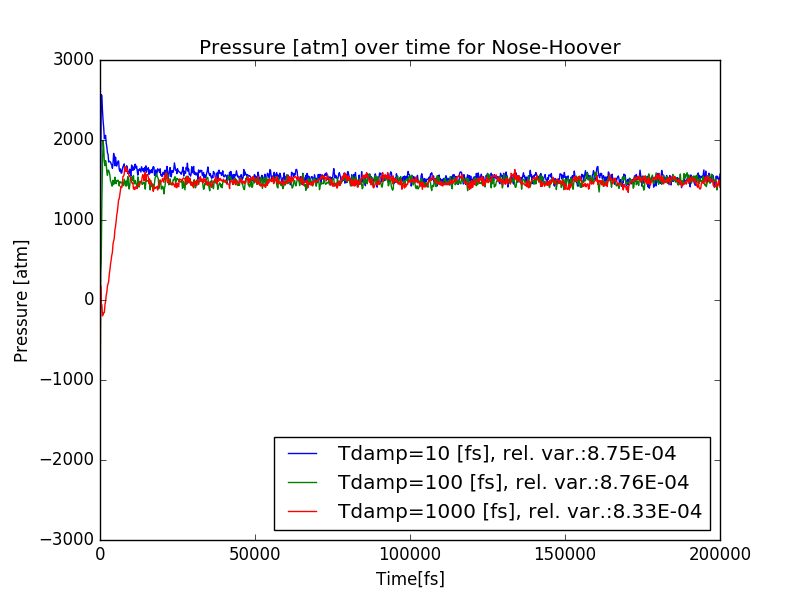 Pressure [atm] over time for Nose-Hoover
3000
2000
1000
0
−1000
−2000
−3000
Pressure [atm]
0
50000
100000
150000
200000
Time[fs]
Tdamp=10 [fs], rel. var.:8.75E-04
Tdamp=100 [fs], rel. var.:8.76E-04
Tdamp=1000 [fs], rel. var.:8.33E-04